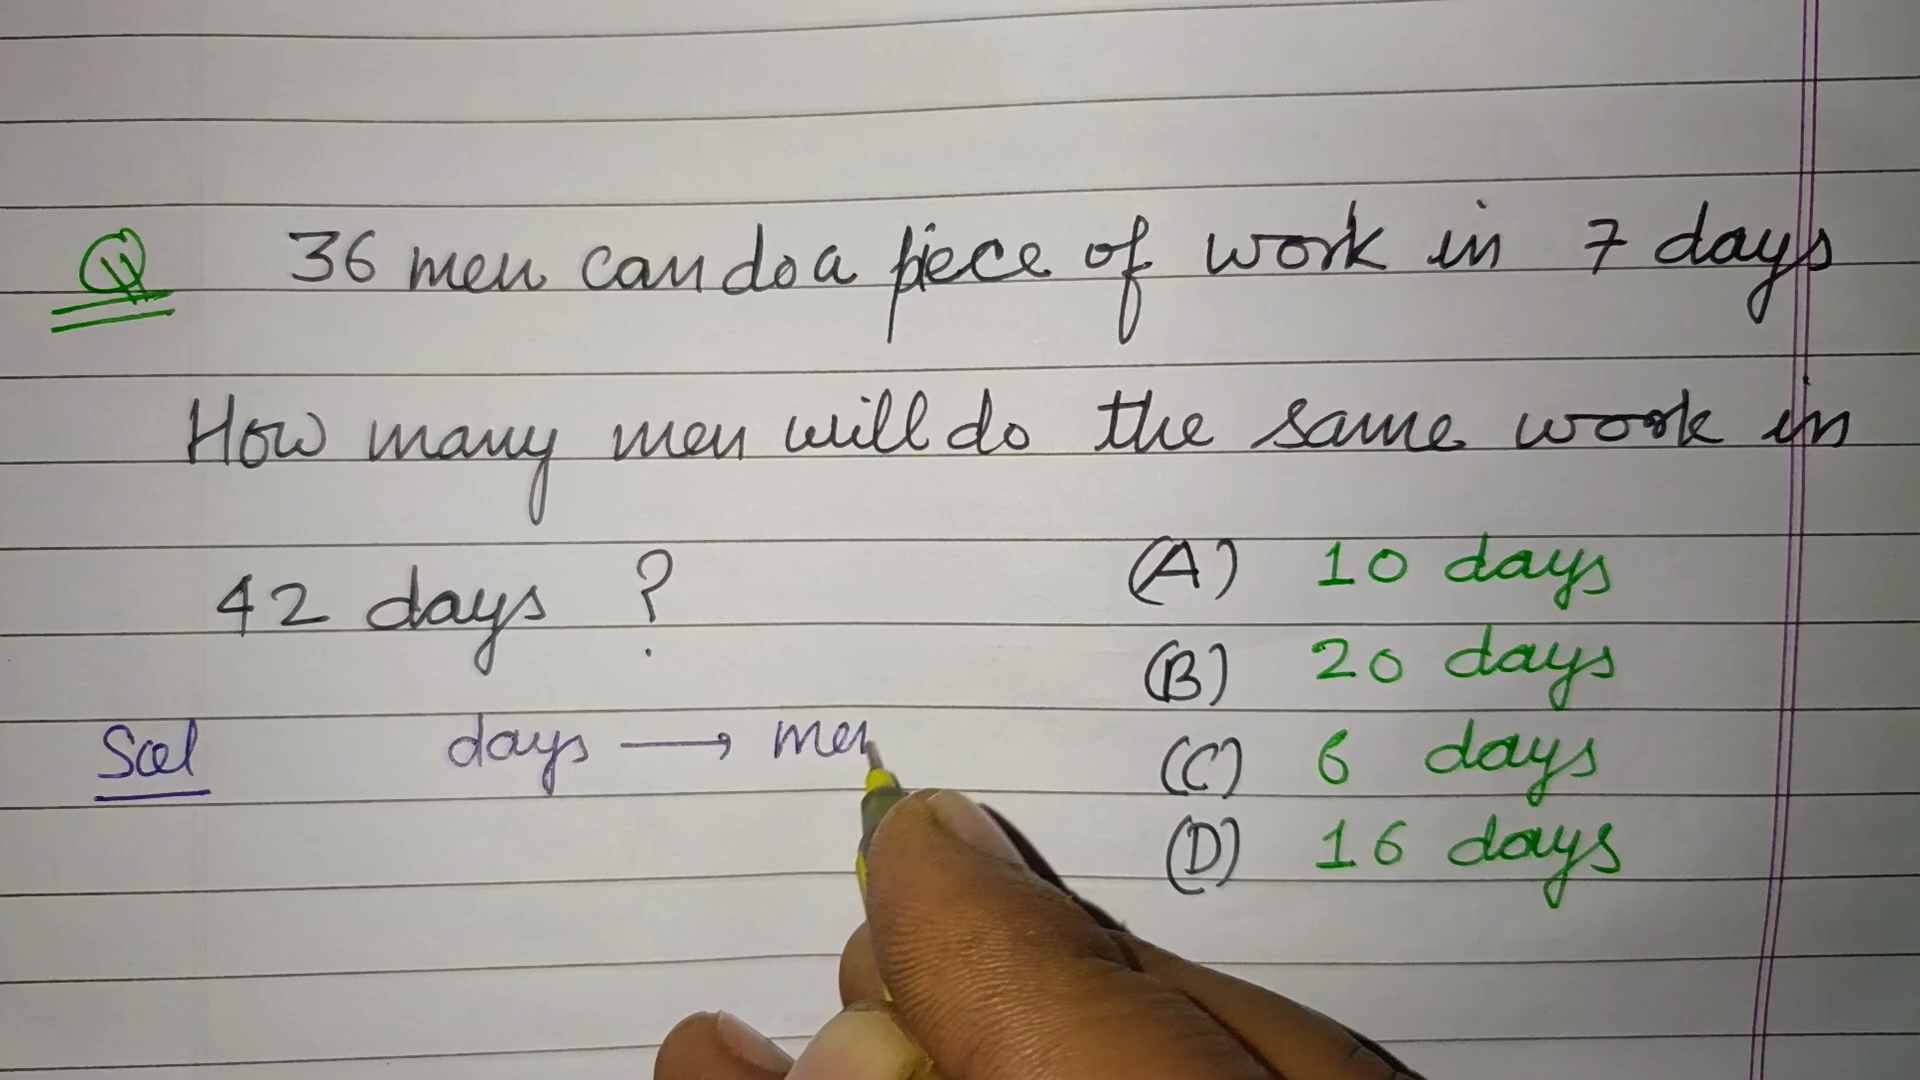 Q 36 men can do a piece of work in 7 days
How many men will do the same work in
42 days ?
(A) 10 days
(B) 20 days
(C) 6 days
(D) 16 days
Sol days → men